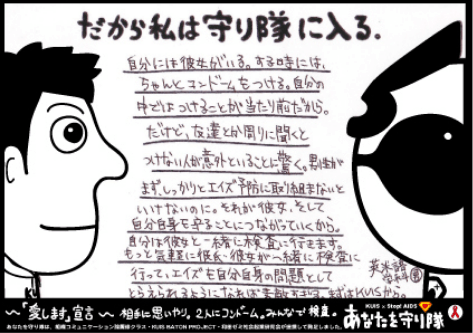 だから私は守り隊に入る.
自分には彼女がいる。する時には、
ちゃんとコンドームをつける。自分の
中ではつけることが当たり前だから。
だけど、友達とか周りに聞くと
つけない人が意外といることに驚く。男性が
まず、しっかりとエイズ予防に取り組まないと
いけないのに。それが彼女、そして
自分自身を守ることにつながっていくから。
自分は彼女と一緒に検査に行きます。
もっと気軽に彼氏・彼女が一緒に検査に
行って、エイズを自分自身の問題として
とらえられるようになれば素敵です。まずはKUISから。
英米語
KUIS × Stop! AIDS
あなたを守り隊
～「愛します。」宣言～ 相手に思いやり。2人にコンドーム。みんなで検査。